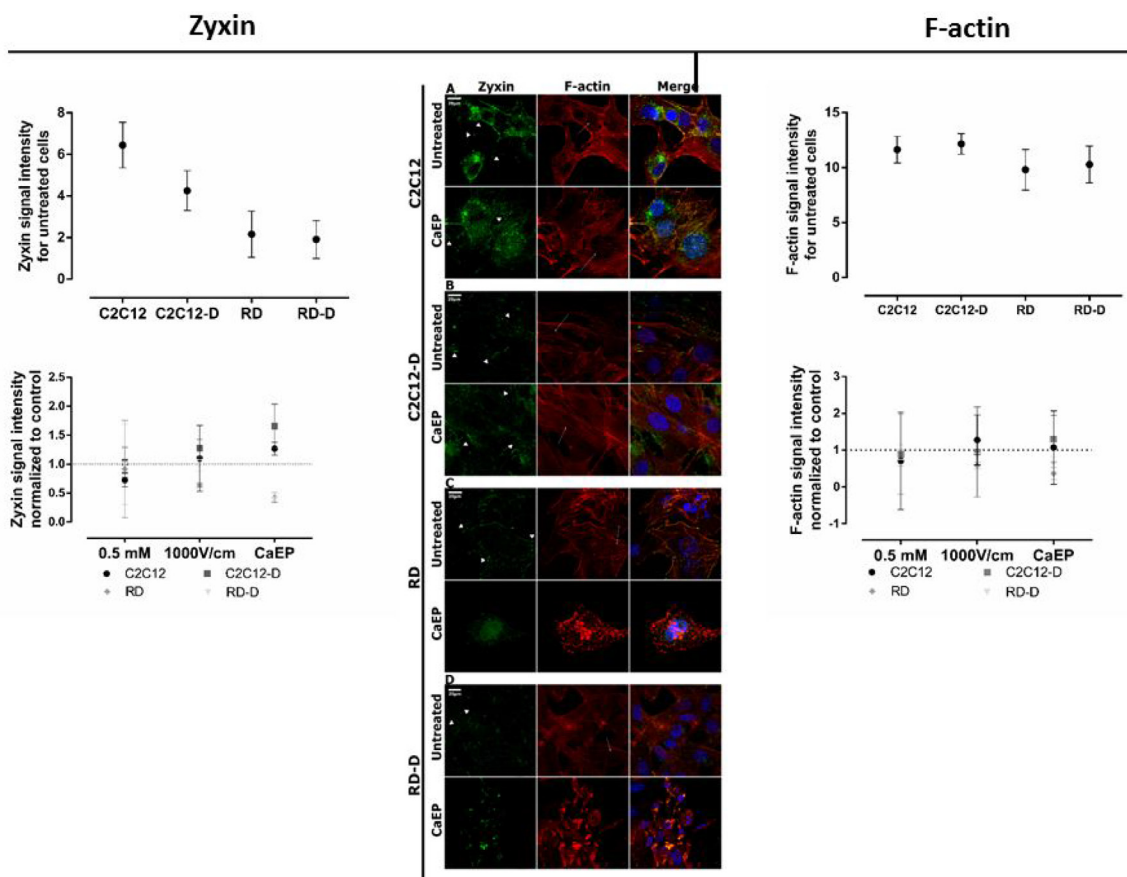 Zyxin
F-actin
Zyxin signal intensity
for untreated cells
8
6
4
2
0
C2C12 C2C12-D RD RD-D
Zyxin signal intensity
normalized to control
2.5
2.0
1.5
1.0
0.5
0.0
0.5 mM 1000V/cm CaEP
C2C12 C2C12-D
RD RD-D
Zyxin F-actin Merge
A
20µm
C2C12
Untreated
CaEP
B
20µm
C2C12-D
Untreated
CaEP
C
20µm
RD
Untreated
CaEP
D
20µm
RD-D
Untreated
CaEP
F-actin signal intensity
for untreated cells
15
10
5
0
C2C12 C2C12-D RD RD-D
F-actin signal intensity
normalized to control
3
2
1
0
-1
0.5 mM 1000V/cm CaEP
C2C12 C2C12-D
RD RD-D